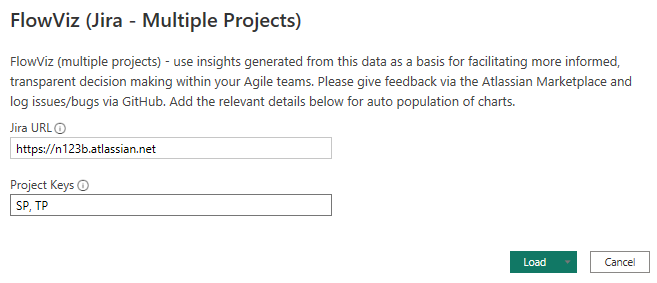 FlowViz (Jira - Multiple Projects)
FlowViz (multiple projects) - use insights generated from this data as a basis for facilitating more informed,
transparent decision making within your Agile teams. Please give feedback via the Atlassian Marketplace and
log issues/bugs via GitHub. Add the relevant details below for auto population of charts.
Jira URL
https://n123b.atlassian.net
Project Keys
SP, TP
Load Cancel